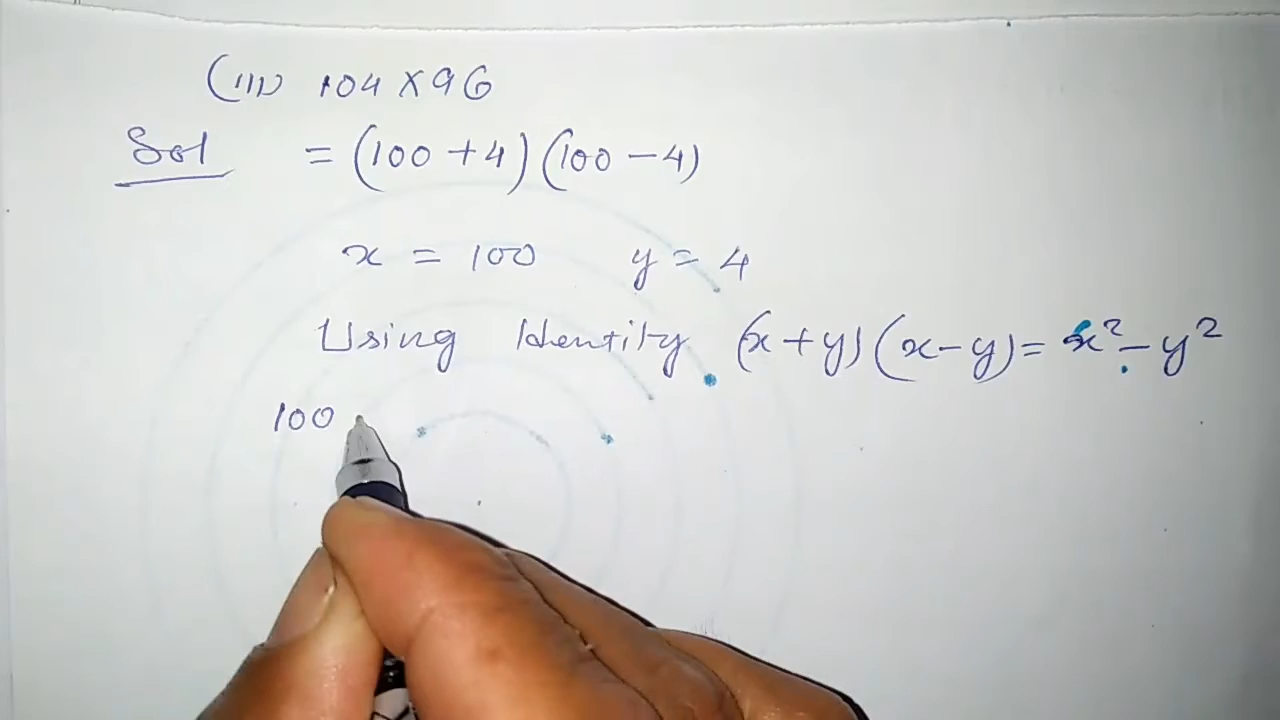 (iii) 104 × 96
Sol = (100 + 4) (100 - 4)
x = 100 y = 4
Using Identity (x + y) (x - y) = x² - y²
100